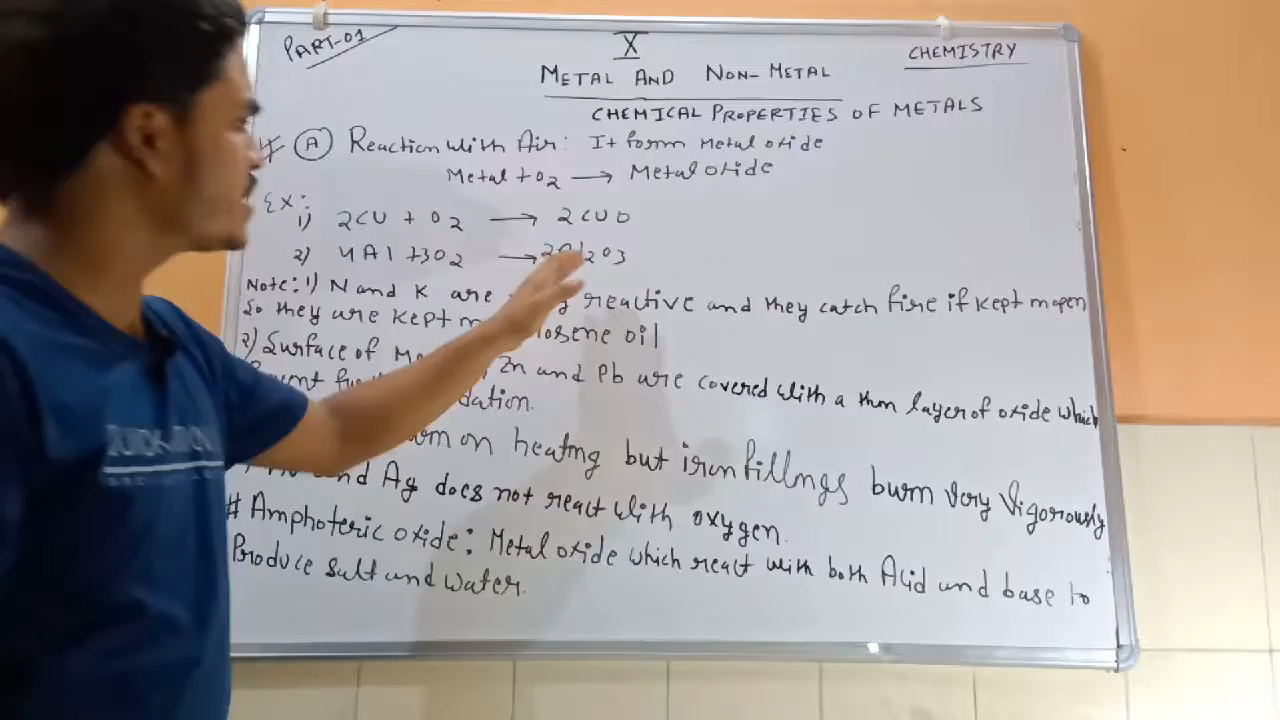 PART-01
X
CHEMISTRY
METAL AND NON-METAL
CHEMICAL PROPERTIES OF METALS
A Reaction with Air: It form Metal oxide
Metal + O2 → Metal oxide
EX:
1) 2CU + O2 → 2CUO
2) 4Al + 3O2 → 2Al2O3
Note: 1) N and K are reactive and they catch fire if kept in open
So they are kept in osene oil
2) Surface of Zn and Pb are covered with a thin layer of oxide which
dation.
on heating but iron fillings burn very vigorously
and Ag does not react with oxygen.
# Amphoteric oxide: Metal oxide which react with both Acid and base to
Produce salt and water.